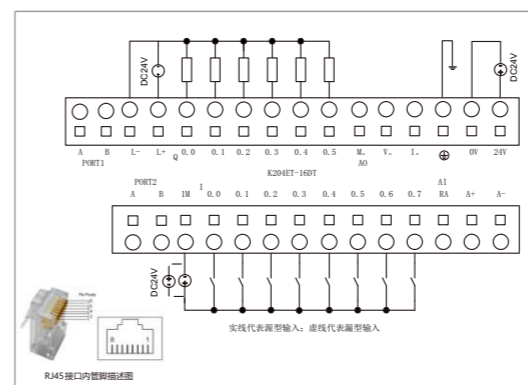 DC24V
DC24V
A B L- L+ Q 0.0 0.1 0.2 0.3 0.4 0.5 M. V. I. 0V 24V
PORT1 AO
K204ET-16DT
PORT2 I AI
A B 1M 0.0 0.1 0.2 0.3 0.4 0.5 0.6 0.7 RA A+ A-
DC24V
实线代表源型输入；虚线代表漏型输入
8 1
RJ45接口内管脚描述图